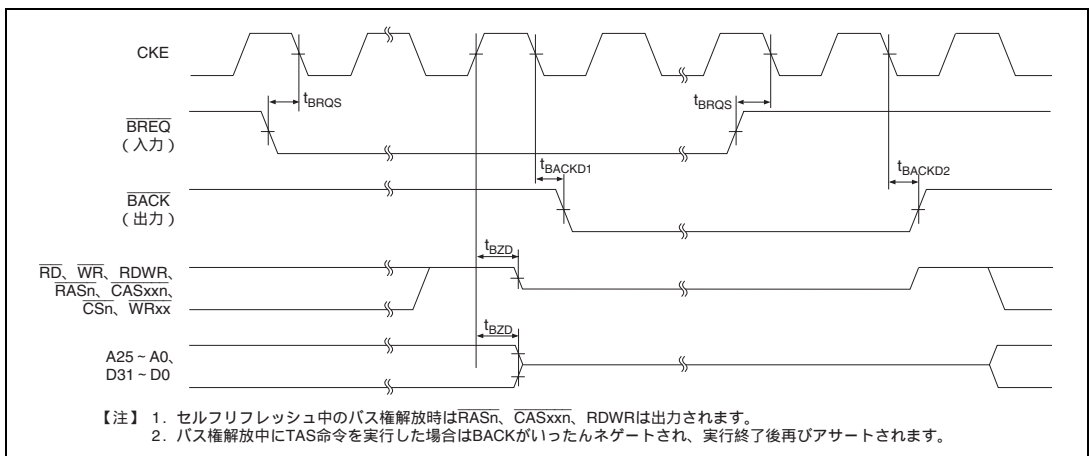 CKE
tBRQS
tBRQS
BREQ
(入力)
tBACKD1
tBACKD2
BACK
(出力)
tBZD
RD、WR、RDWR、
RASn、CASxxn、
CSn、WRxx
tBZD
A25~A0、
D31~D0
【注】 1. セルフリフレッシュ中のバス権解放時はRASn、CASxxn、RDWRは出力されます。
2. バス権解放中にTAS命令を実行した場合はBACKがいったんネゲートされ、実行終了後再びアサートされます。